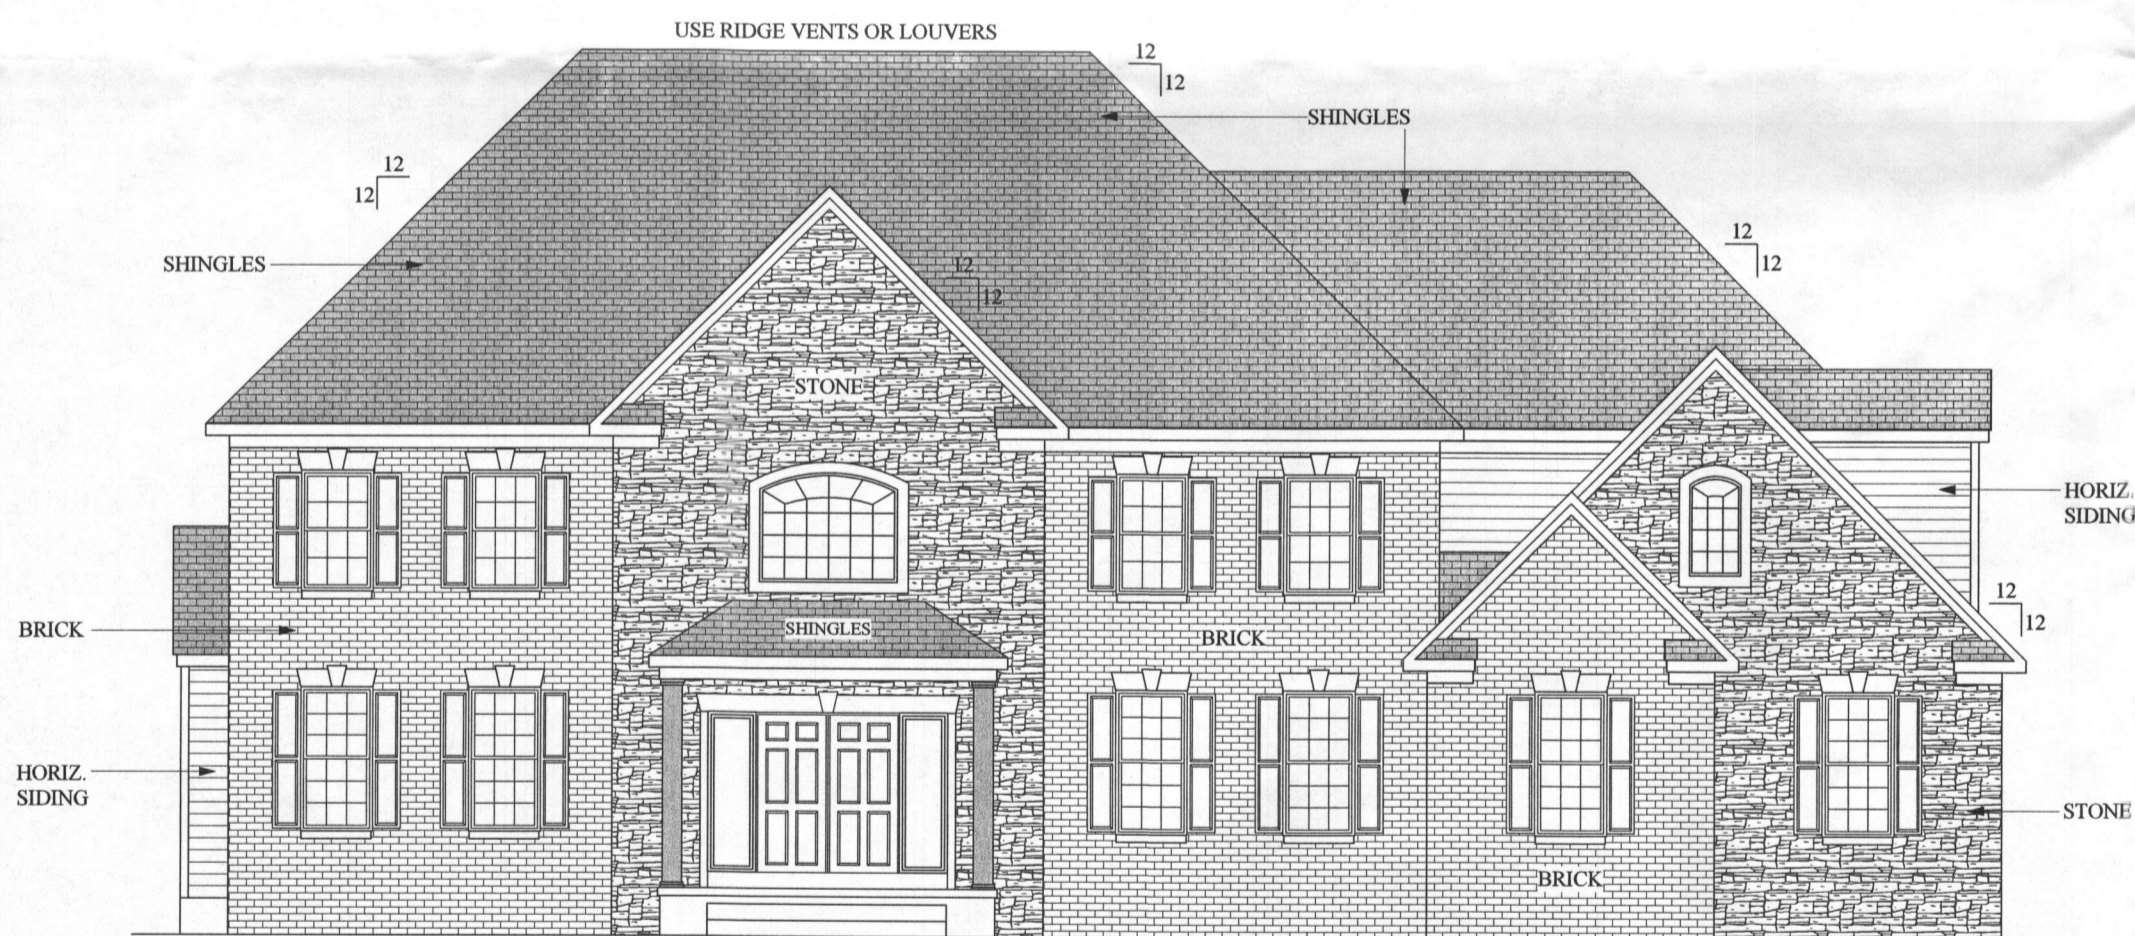 USE RIDGE VENTS OR LOUVERS
12
12
SHINGLES
12
12
12
12
SHINGLES
12
12
STONE
HORIZ.
SIDING
12
12
BRICK
SHINGLES
BRICK
HORIZ.
SIDING
STONE
BRICK